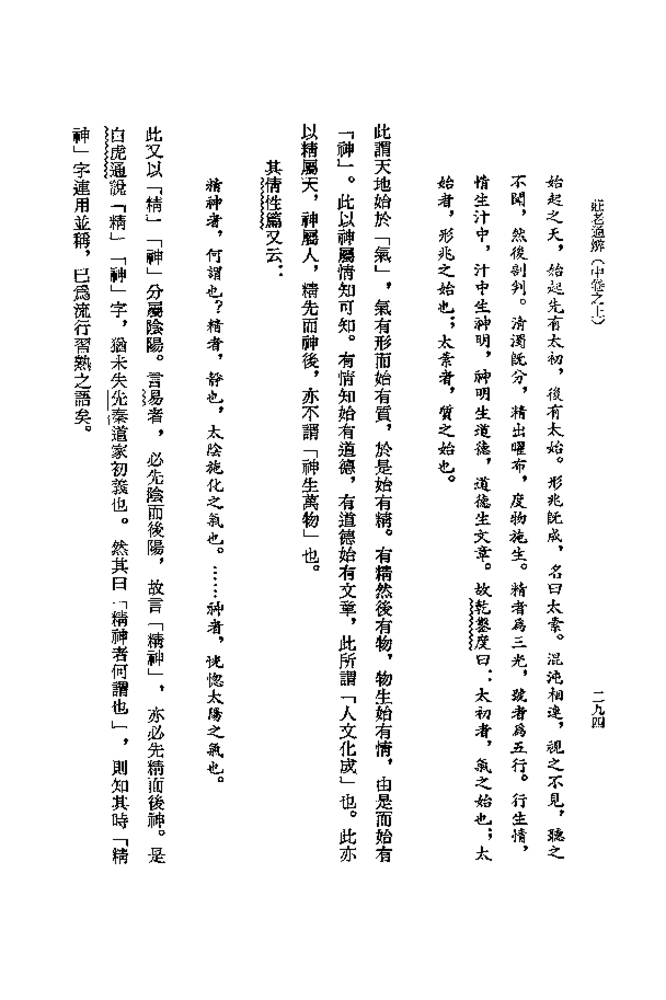 莊老通辨（中卷之上）
二九四
始起之天，始起先有太初，後有太始。形兆旣成，名曰太素。混沌相連，視之不見，聽之
不聞，然後剖判。清濁旣分，精出曜布，度物施生。精者爲三光，號者爲五行。行生情，
情生汁中，汁中生神明，神明生道德，道德生文章。故乾鑿度曰：太初者，氣之始也；太
始者，形兆之始也；太素者，質之始也。
此謂天地始於「氣」，氣有形而始有質，於是始有精。有精然後有物，物生始有情，由是而始有
「神」。此以神屬情知可知。有情知始有道德，有道德始有文章，此所謂「人文化成」也。此亦
以精屬天，神屬人，精先而神後，亦不謂「神生萬物」也。
其情性篇又云：
精神者，何謂也？精者，靜也，太陰施化之氣也。……神者，恍惚太陽之氣也。
此又以「精」「神」分屬陰陽。言易者，必先陰而後陽，故言「精神」，亦必先精而後神。是
白虎通說「精」「神」字，猶未失先秦道家初義也。然其曰「精神者何謂也」，則知其時「精
神」字連用並稱，已爲流行習熟之語矣。